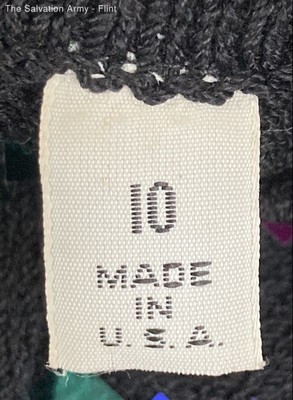 The Salvation Army - Flint
10
MADE
IN
U.S.A.